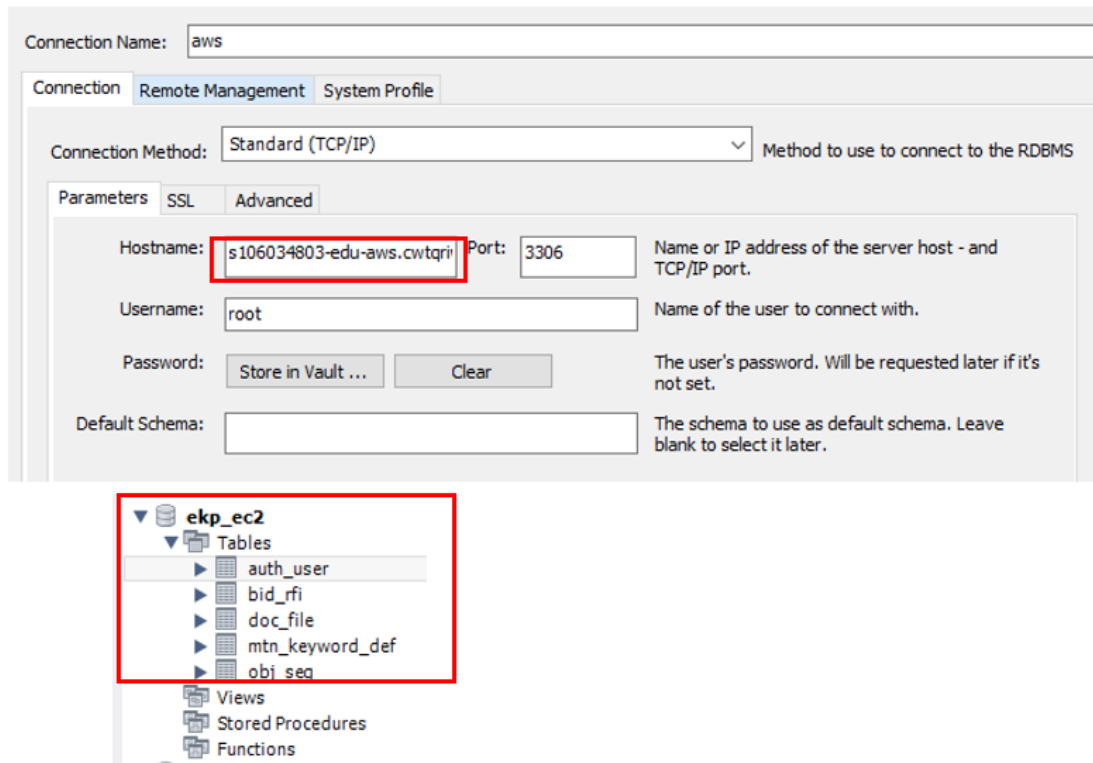 Connection Name: aws
Connection Remote Management System Profile
Connection Method: Standard (TCP/IP) Method to use to connect to the RDBMS
Parameters SSL Advanced
Hostname: s106034803-edu-aws.cwtqri Port: 3306 Name or IP address of the server host - and
TCP/IP port.
Username: root Name of the user to connect with.
Password: Store in Vault ... Clear The user's password. Will be requested later if it's
not set.
Default Schema: The schema to use as default schema. Leave
blank to select it later.
ekp_ec2
Tables
auth_user
bid_rfi
doc_file
mtn_keyword_def
obj_seq
Views
Stored Procedures
Functions